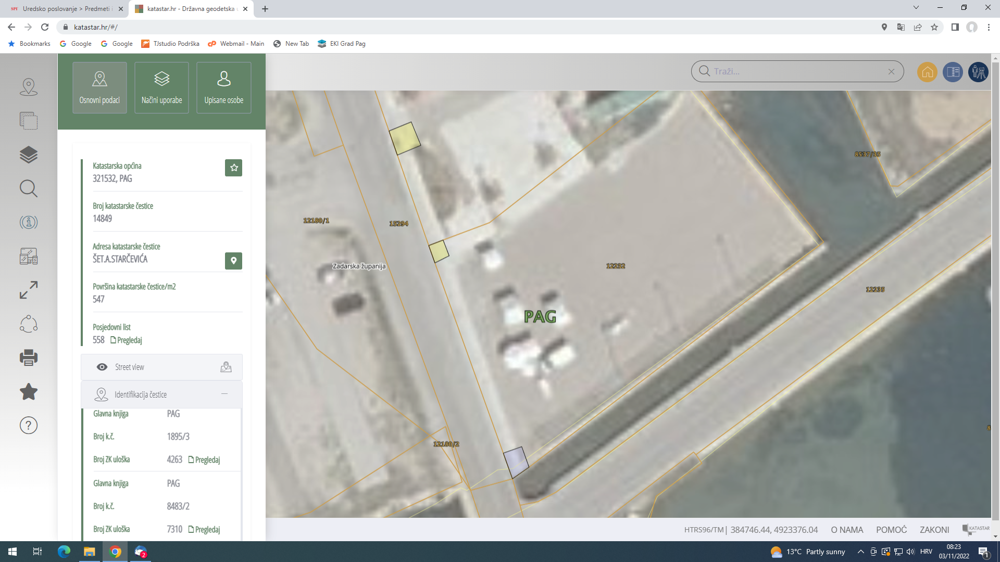 SPI Uredsko poslovanje > Predmeti i
katastar.hr - Državna geodetska u
katastar.hr/#/
Bookmarks Google Google TJstudio Podrška Webmail - Main New Tab EKI Grad Pag
Osnovni podaci Načini uporabe Upisane osobe
Traži...
Katastarska općina
321532, PAG
Broj katastarske čestice
14849
Adresa katastarske čestice
ŠET.A.STARČEVIĆA
Površina katastarske čestice/m2
547
Posjedovni list
558 Pregledaj
Street view
Identifikacija čestice
Glavna knjiga PAG
Broj k.č. 1895/3
Broj ZK uloška 4263 Pregledaj
Glavna knjiga PAG
Broj k.č. 8483/2
Broj ZK uloška 7310 Pregledaj
8537/35
12180/1
15294
Zadarska županija
12232
12235
PAG
8
12180/2
HTRS96/TM| 384746.44, 4923376.04 O NAMA POMOĆ ZAKONI KATASTAR
2
13°C Partly sunny
HRV
08:23
03/11/2022
1